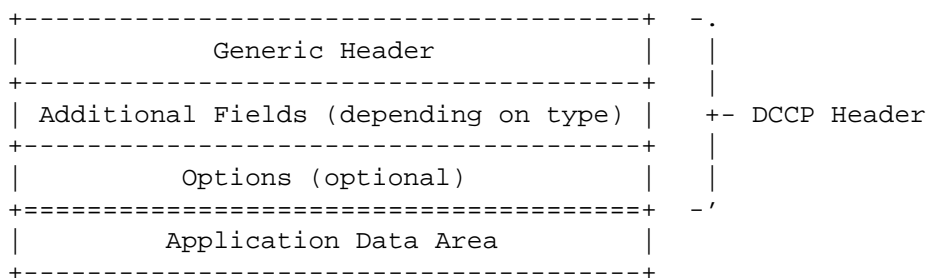 +---------------------------------------+  -.
|            Generic Header             |   |
+---------------------------------------+   |
| Additional Fields (depending on type) |   +- DCCP Header
+---------------------------------------+   |
|          Options (optional)           |   |
+=======================================+  -’
|         Application Data Area         |
+---------------------------------------+